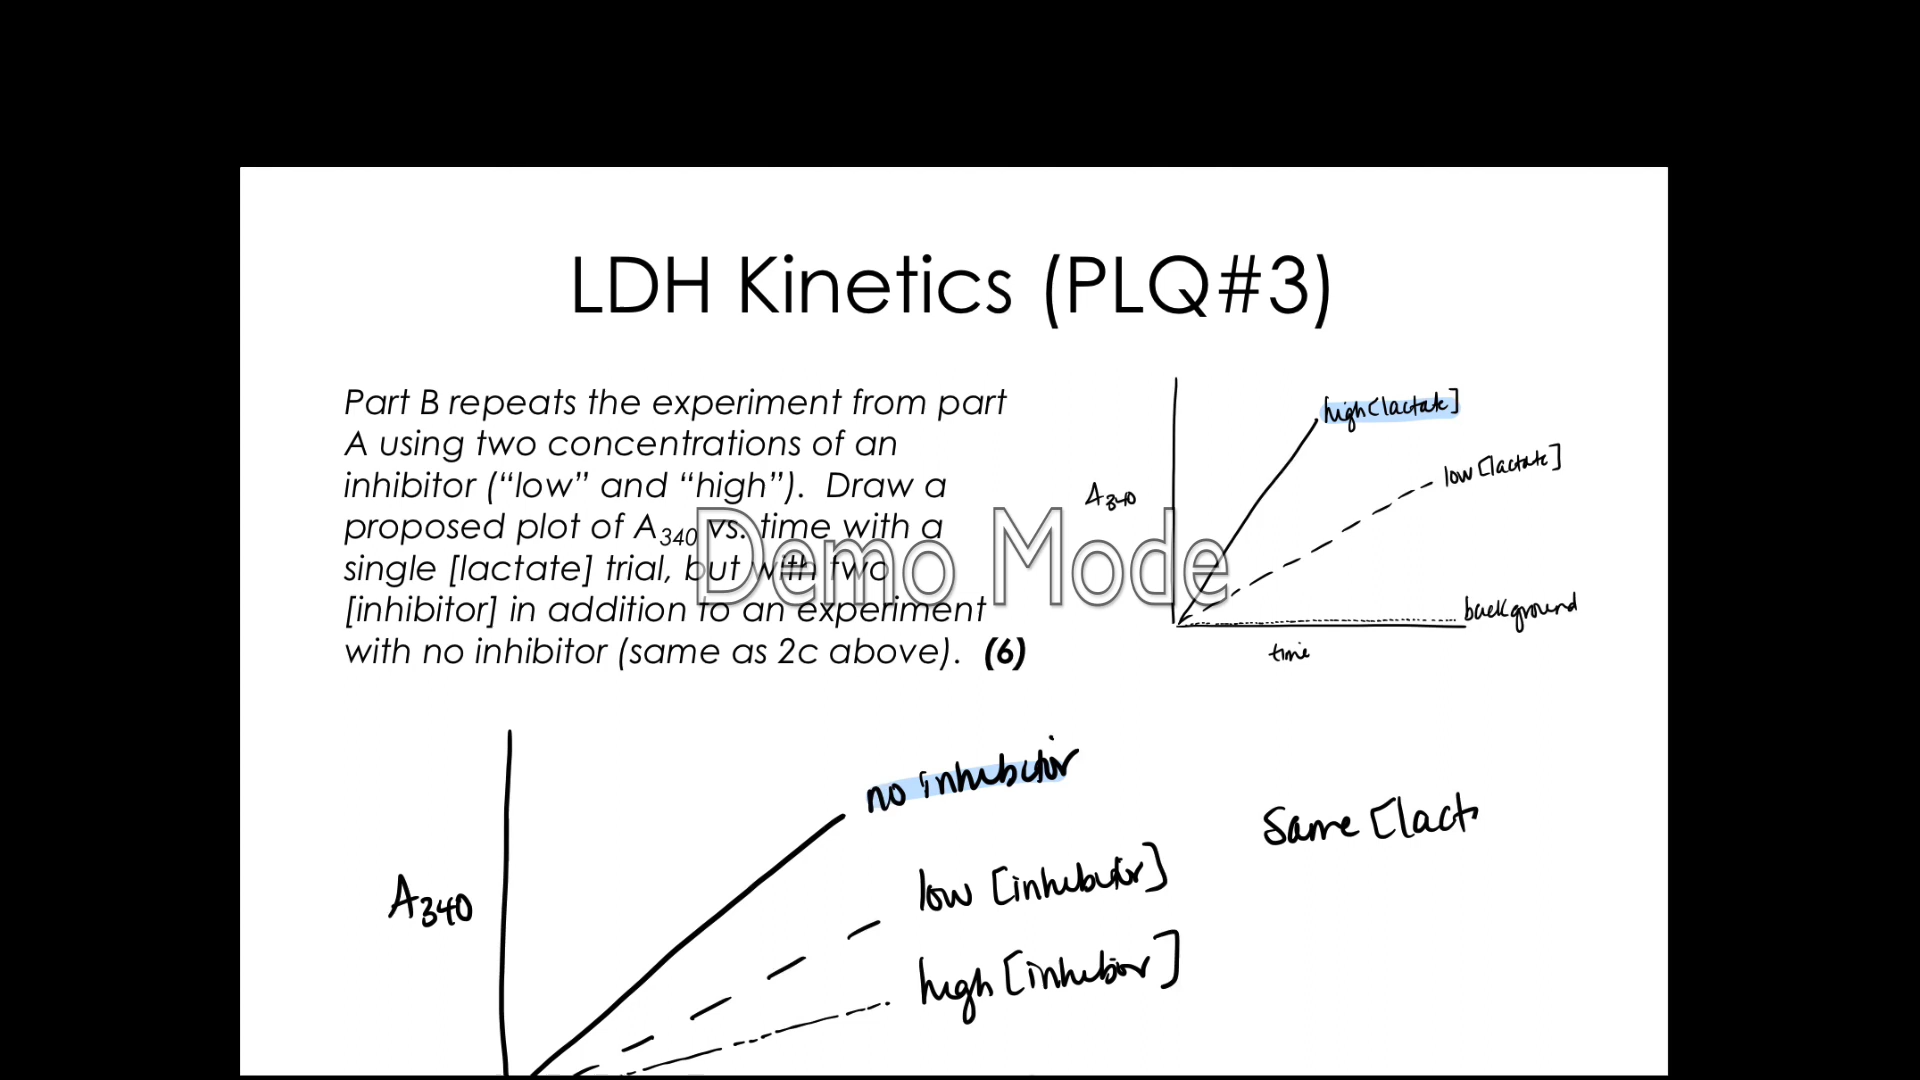 LDH Kinetics (PLQ#3)
Part B repeats the experiment from part
A using two concentrations of an
inhibitor (“low” and “high”). Draw a
proposed plot of A340 vs. time with a
single [lactate] trial, but with two
[inhibitor] in addition to an experiment
with no inhibitor (same as 2c above). (6)
Demo Mode
high [lactate]
low [lactate]
A340
background
time
no inhibitor
Same [lact
low [inhibitor]
A340
high [inhibior]